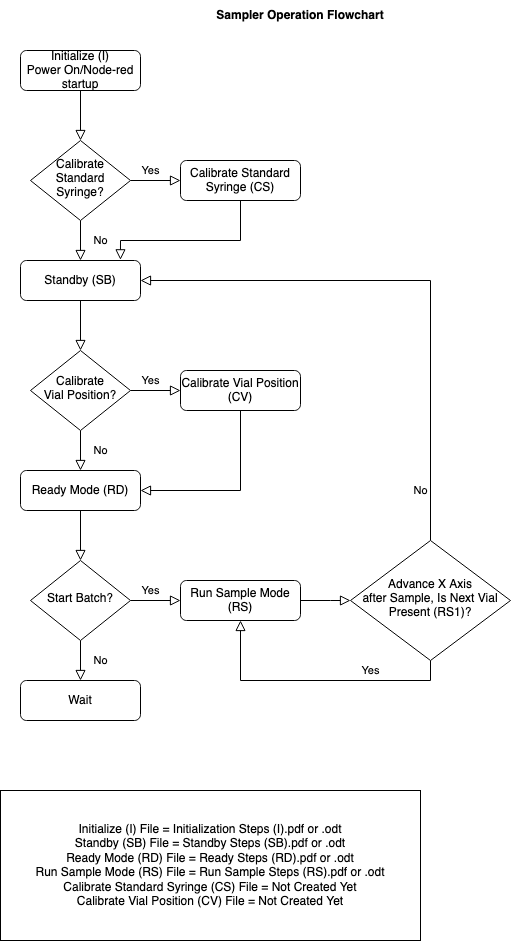 Sampler Operation Flowchart
Initialize (I)
Power On/Node-red
startup
Calibrate
Standard
Syringe?
Yes
Calibrate Standard
Syringe (CS)
No
Standby (SB)
Calibrate
Vial Position?
Yes
Calibrate Vial Position
(CV)
No
Ready Mode (RD)
No
Start Batch?
Yes
Run Sample Mode
(RS)
Advance X Axis
after Sample, Is Next Vial
Present (RS1)?
No
Yes
Wait
Initialize (I) File = Initialization Steps (I).pdf or .odt
Standby (SB) File = Standby Steps (SB).pdf or .odt
Ready Mode (RD) File = Ready Steps (RD).pdf or .odt
Run Sample Mode (RS) File = Run Sample Steps (RS).pdf or .odt
Calibrate Standard Syringe (CS) File = Not Created Yet
Calibrate Vial Position (CV) File = Not Created Yet